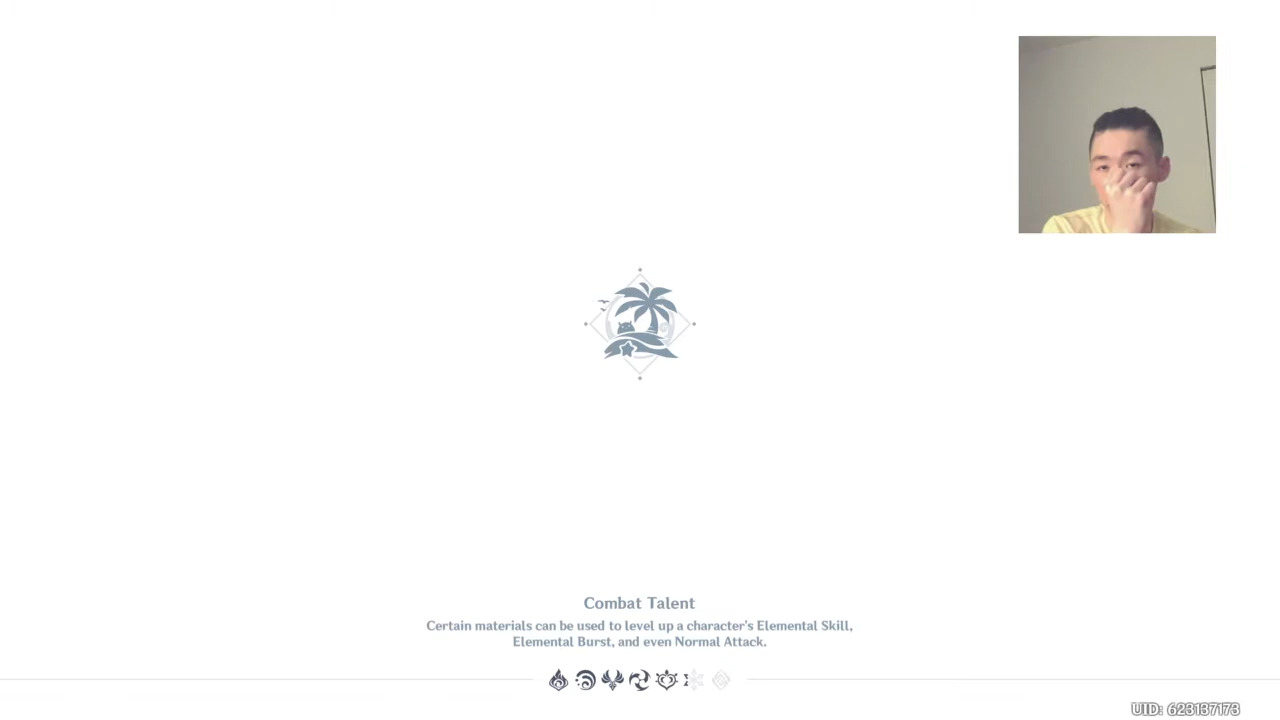 Combat Talent
Certain materials can be used to level up a character's Elemental Skill,
Elemental Burst, and even Normal Attack.
UID: 623137173